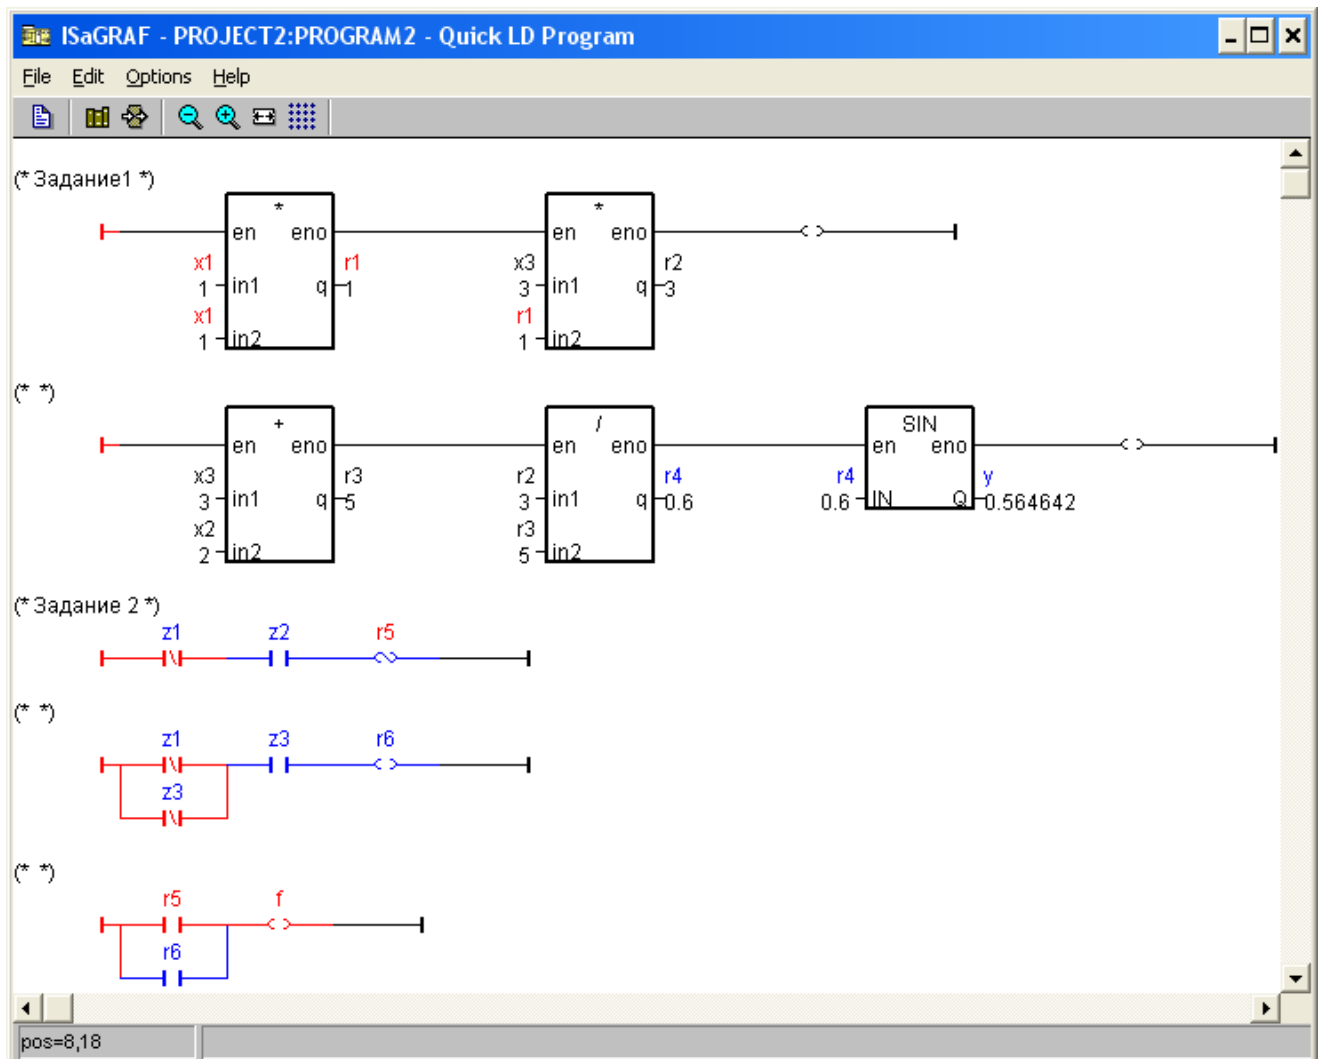 ISaGRAF - PROJECT2:PROGRAM2 - Quick LD Program
File Edit Options Help
(* Задание1 *)
* *
en eno en eno
x1 r1 x3 r2
1 in1 q 1 3 in1 q 3
x1 r1
1 in2 1 in2
(* *)
+ / SIN
en eno en eno en eno
x3 r3 r2 r4 r4 y
3 in1 q 5 3 in1 q 0.6 0.6 IN Q 0.564642
x2 r3
2 in2 5 in2
(* Задание 2 *)
z1 z2 r5
(* *)
z1 z3 r6
z3
(* *)
r5 f
r6
pos=8,18